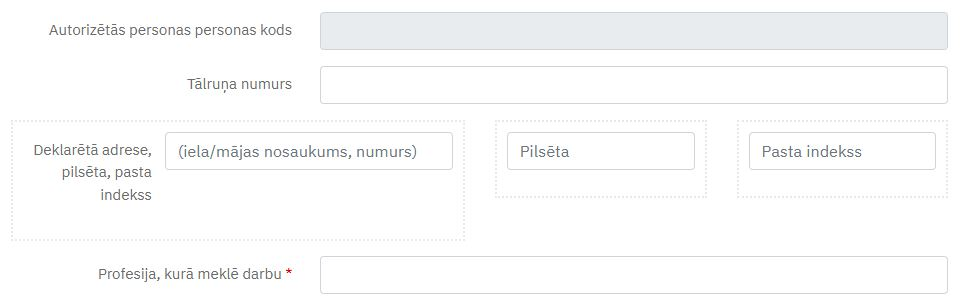 Autorizētās personas personas kods
Tālruņa numurs
Deklarētā adrese,
pilsēta, pasta
indekss
(iela/mājas nosaukums, numurs)
Pilsēta
Pasta indekss
Profesija, kurā meklē darbu *